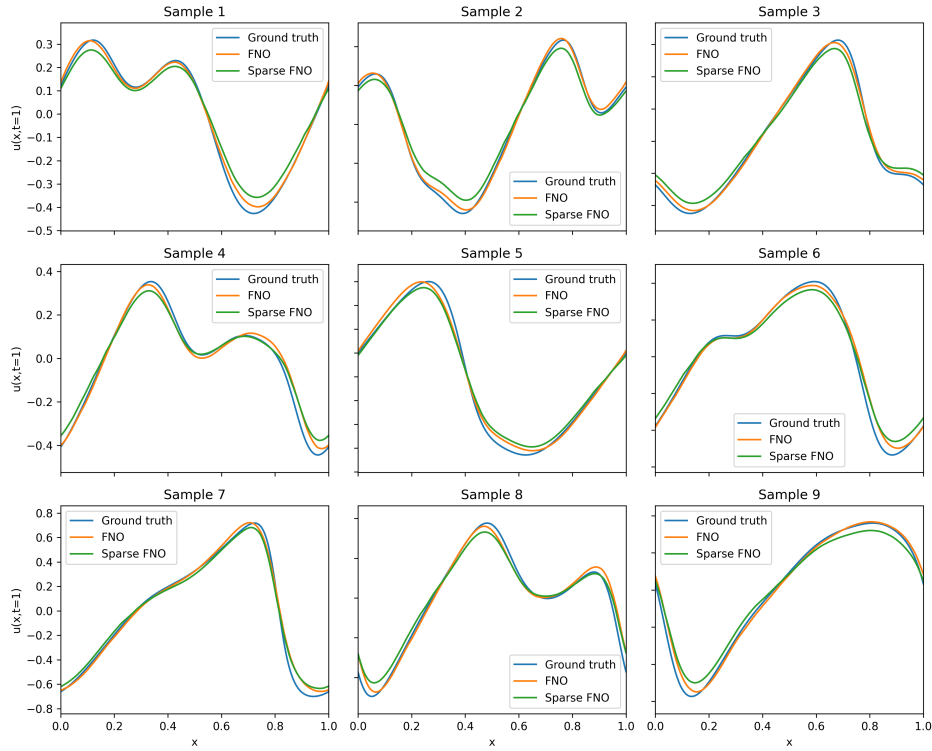 Sample 1
Sample 2
Sample 3
0.3
0.2
0.1
0.0
−0.1
−0.2
−0.3
−0.4
−0.5
u(x,t=1)
Ground truth
FNO
Sparse FNO
Ground truth
FNO
Sparse FNO
Ground truth
FNO
Sparse FNO
Sample 4
Sample 5
Sample 6
0.4
0.2
0.0
−0.2
−0.4
u(x,t=1)
Ground truth
FNO
Sparse FNO
Ground truth
FNO
Sparse FNO
Ground truth
FNO
Sparse FNO
Sample 7
Sample 8
Sample 9
0.8
0.6
0.4
0.2
0.0
−0.2
−0.4
−0.6
−0.8
u(x,t=1)
Ground truth
FNO
Sparse FNO
Ground truth
FNO
Sparse FNO
Ground truth
FNO
Sparse FNO
0.0 0.2 0.4 0.6 0.8 1.0
0.0 0.2 0.4 0.6 0.8 1.0
0.0 0.2 0.4 0.6 0.8 1.0
x
x
x